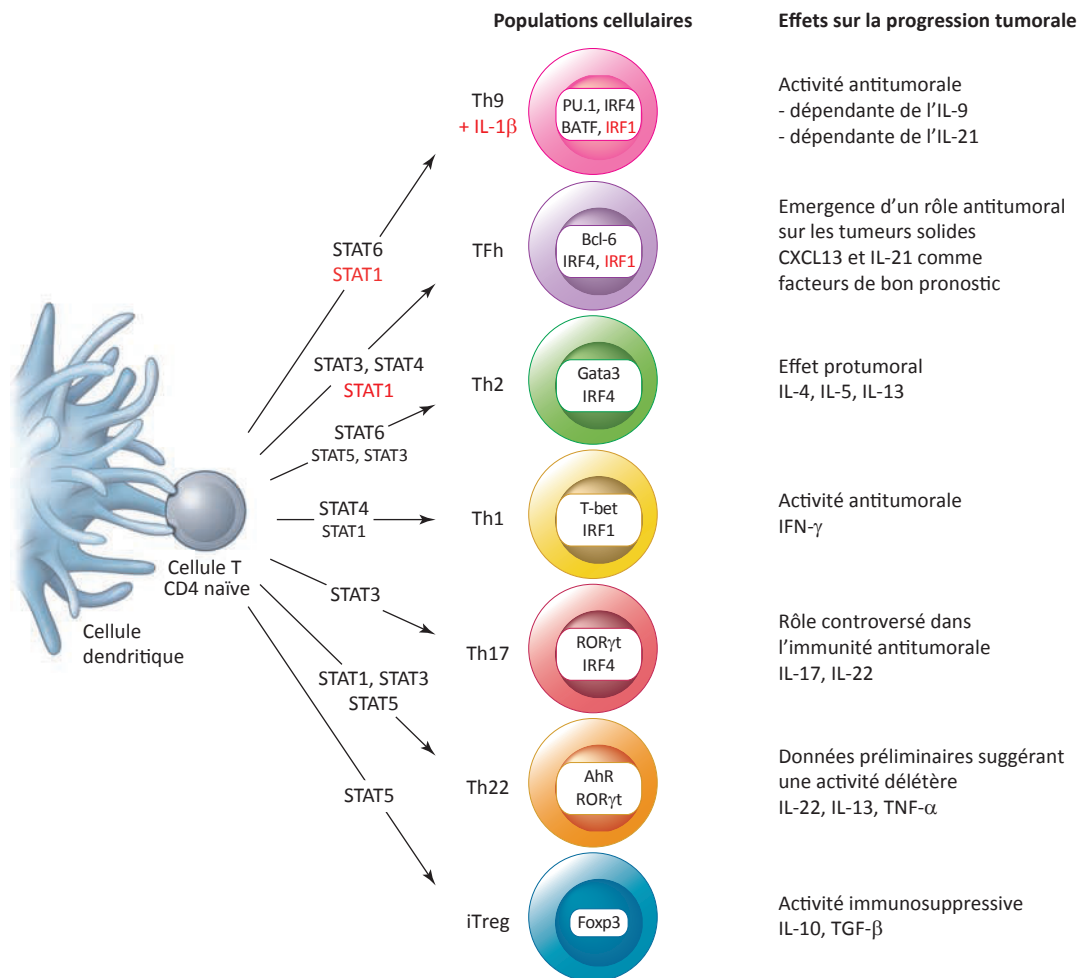 Populations cellulaires
Effets sur la progression tumorale
Th9
+ IL-1β
PU.1, IRF4
BATF, IRF1
Activité antitumorale
- dépendante de l’IL-9
- dépendante de l’IL-21
STAT6
STAT1
TFh
Bcl-6
IRF4, IRF1
Emergence d’un rôle antitumoral
sur les tumeurs solides
CXCL13 et IL-21 comme
facteurs de bon pronostic
STAT3, STAT4
STAT1
Th2
Gata3
IRF4
Effet protumoral
IL-4, IL-5, IL-13
STAT6
STAT5, STAT3
Th1
T-bet
IRF1
Activité antitumorale
IFN-γ
STAT4
STAT1
Cellule T
CD4 naïve
Cellule
dendritique
STAT3
Th17
RORγt
IRF4
Rôle controversé dans
l’immunité antitumorale
IL-17, IL-22
STAT1, STAT3
STAT5
Th22
AhR
RORγt
Données préliminaires suggérant
une activité délétère
IL-22, IL-13, TNF-α
STAT5
iTreg
Foxp3
Activité immunosuppressive
IL-10, TGF-β